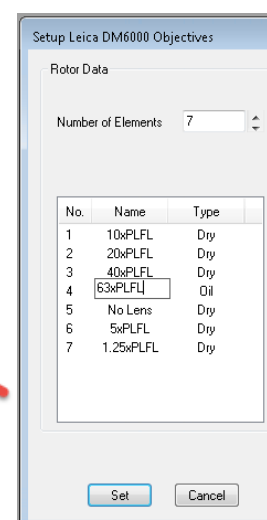 Setup Leica DM6000 Objectives
Rotor Data
Number of Elements 7
No. Name Type
1 10xPLFL Dry
2 20xPLFL Dry
3 40xPLFL Dry
4 63xPLFL Oil
5 No Lens Dry
6 5xPLFL Dry
7 1.25xPLFL Dry
Set Cancel